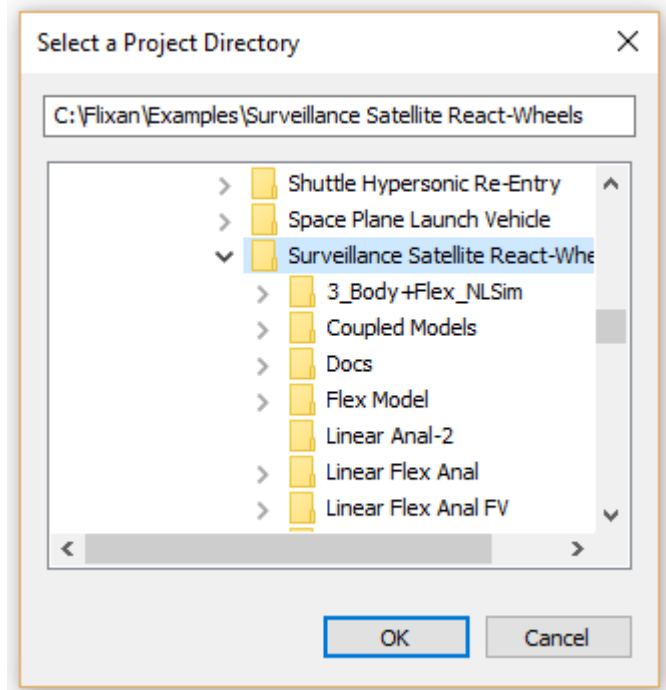 Select a Project Directory
C:\Flixan\Examples\Surveillance Satellite React-Wheels
Shuttle Hypersonic Re-Entry
Space Plane Launch Vehicle
Surveillance Satellite React-Whe
3_Body+Flex_NLSim
Coupled Models
Docs
Flex Model
Linear Anal-2
Linear Flex Anal
Linear Flex Anal FV
OK Cancel